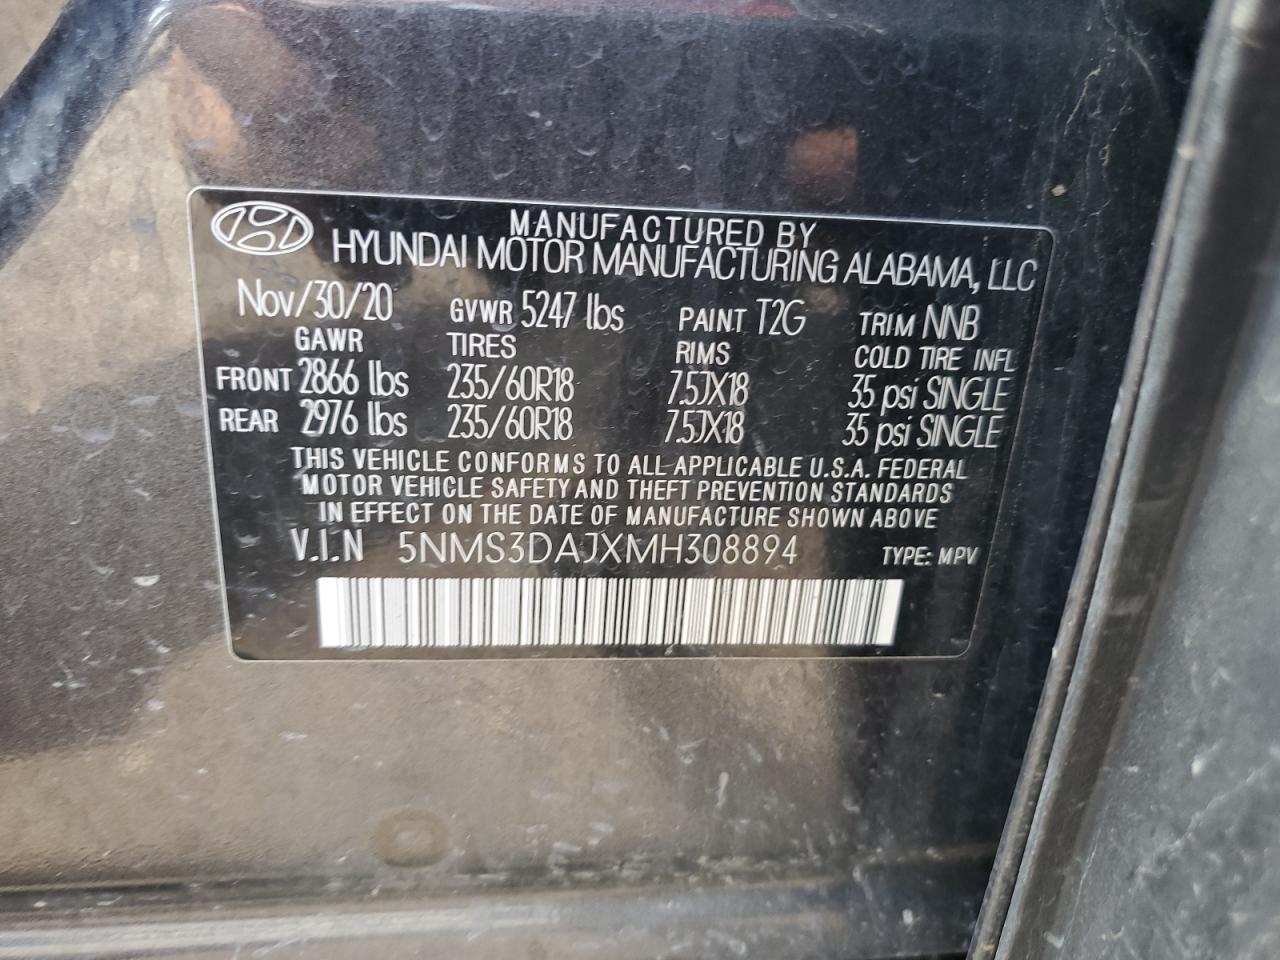 MANUFACTURED BY
HYUNDAI MOTOR MANUFACTURING ALABAMA, LLC
Nov/30/20 GVWR 5247 lbs PAINT T2G TRIM NNB
GAWR TIRES RIMS COLD TIRE INFL
FRONT 2866 lbs 235/60R18 7.5JX18 35 psi SINGLE
REAR 2976 lbs 235/60R18 7.5JX18 35 psi SINGLE
THIS VEHICLE CONFORMS TO ALL APPLICABLE U.S.A. FEDERAL
MOTOR VEHICLE SAFETY AND THEFT PREVENTION STANDARDS
IN EFFECT ON THE DATE OF MANUFACTURE SHOWN ABOVE
V.I.N 5NMS3DAJXMH308894 TYPE: MPV